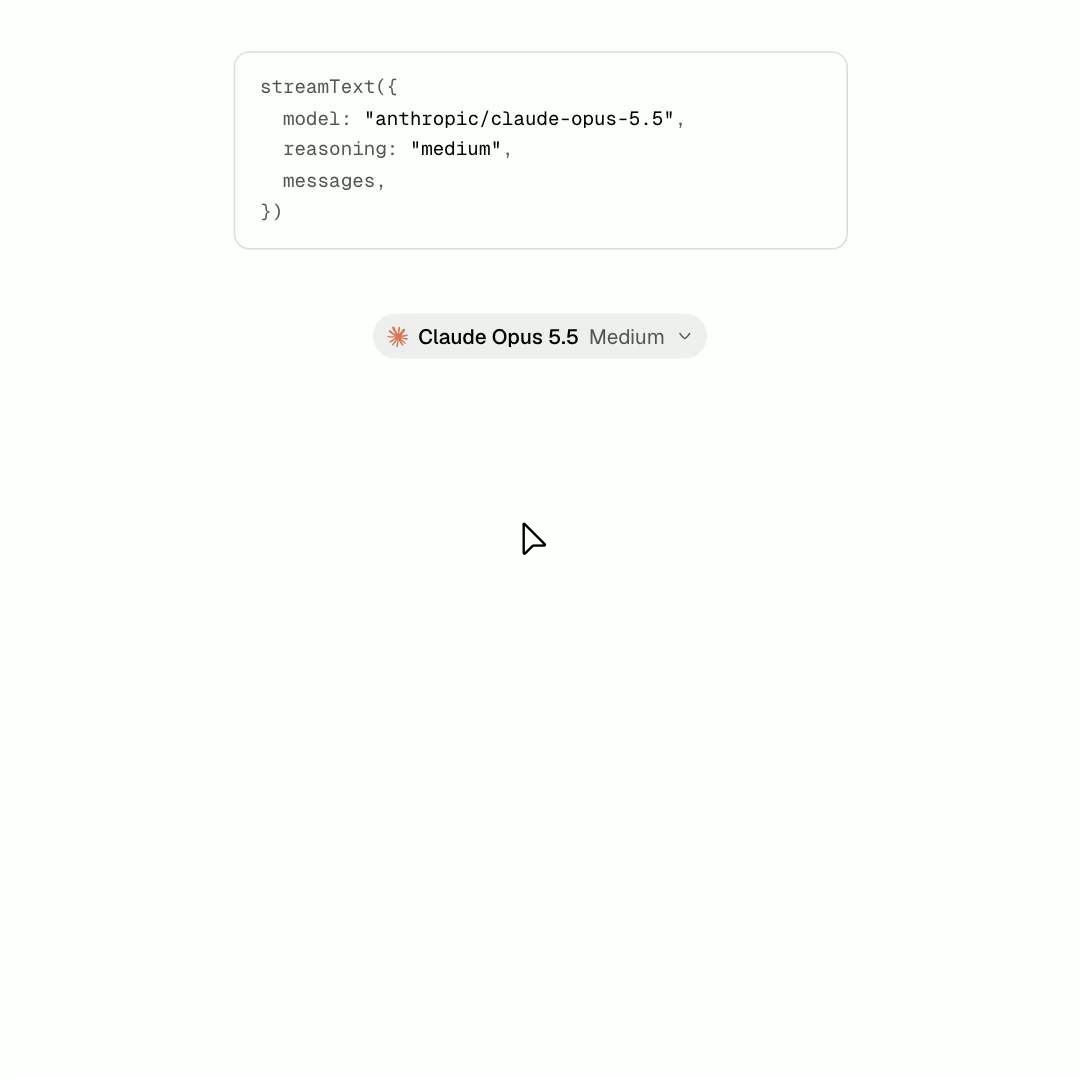 streamText({
  model: "anthropic/claude-opus-5.5",
  reasoning: "medium",
  messages,
})
Claude Opus 5.5 Medium